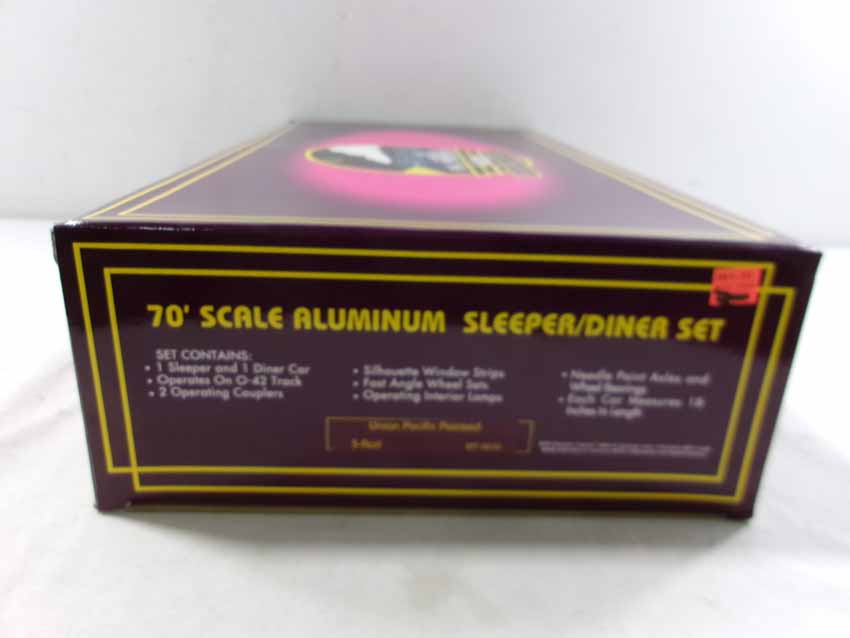 70' SCALE ALUMINUM SLEEPER/DINER SET
SET CONTAINS:
• 1 Sleeper and 1 Diner Car
• Operates On O-42 Track
• 2 Operating Couplers
• Silhouette Window Strips
• Fast Angle Wheel Sets
• Operating Interior Lamps
• Needle Point Axles and
Wheel Bearings
• Each Car Measures 18
Inches In Length
Union Pacific Painted